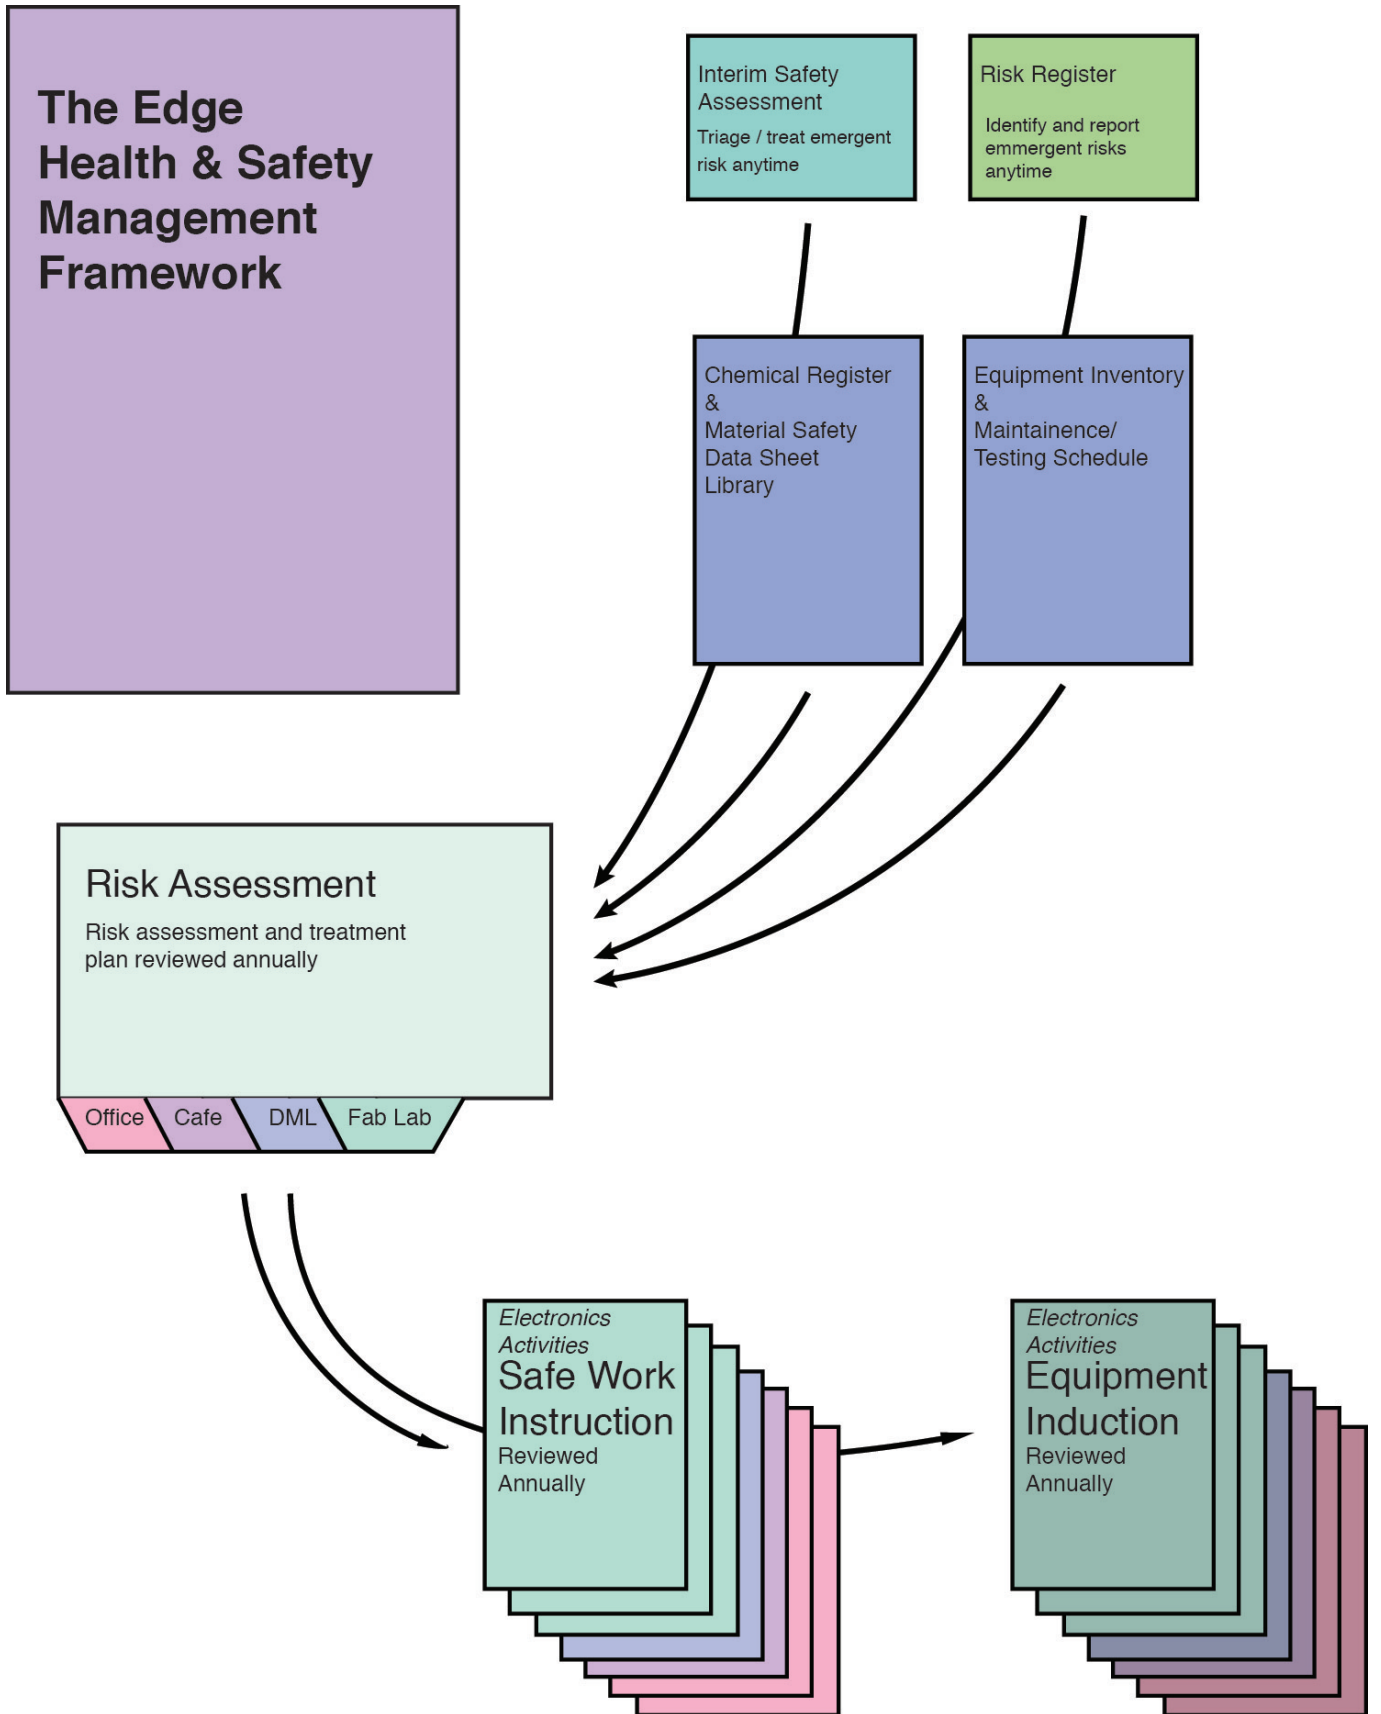 The Edge
Health & Safety
Management
Framework
Interim Safety
Assessment
Triage / treat emergent
risk anytime
Risk Register
Identify and report
emmergent risks
anytime
Chemical Register
&
Material Safety
Data Sheet
Library
Equipment Inventory
&
Maintainence/
Testing Schedule
Risk Assessment
Risk assessment and treatment
plan reviewed annually
Office
Cafe
DML
Fab Lab
Electronics
Activities
Safe Work
Instruction
Reviewed
Annually
Electronics
Activities
Equipment
Induction
Reviewed
Annually